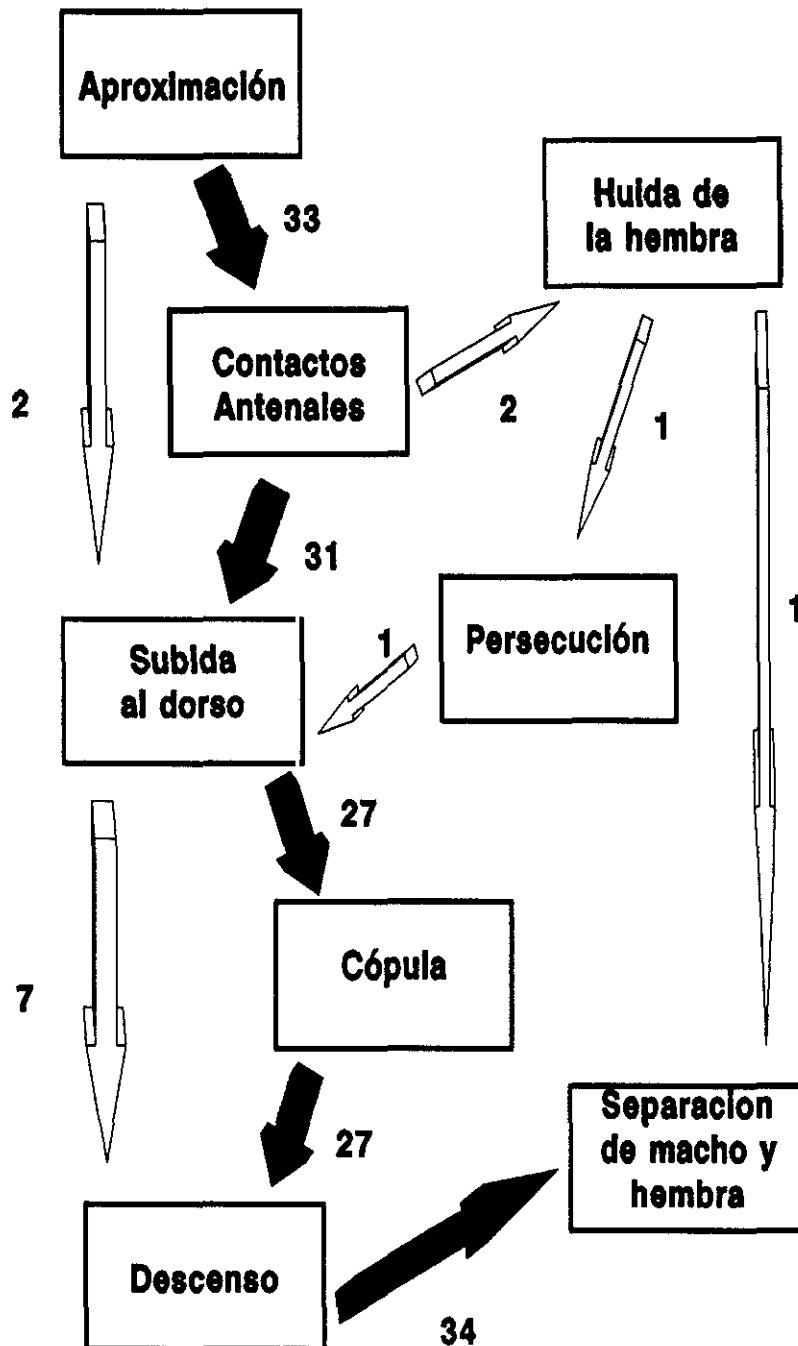 Aproximación
33
Huida de
la hembra
Contactos
Antenales
2
2
1
31
1
Persecución
1
Subida
al dorso
27
Cópula
7
27
Separacion
de macho y
hembra
Descenso
34